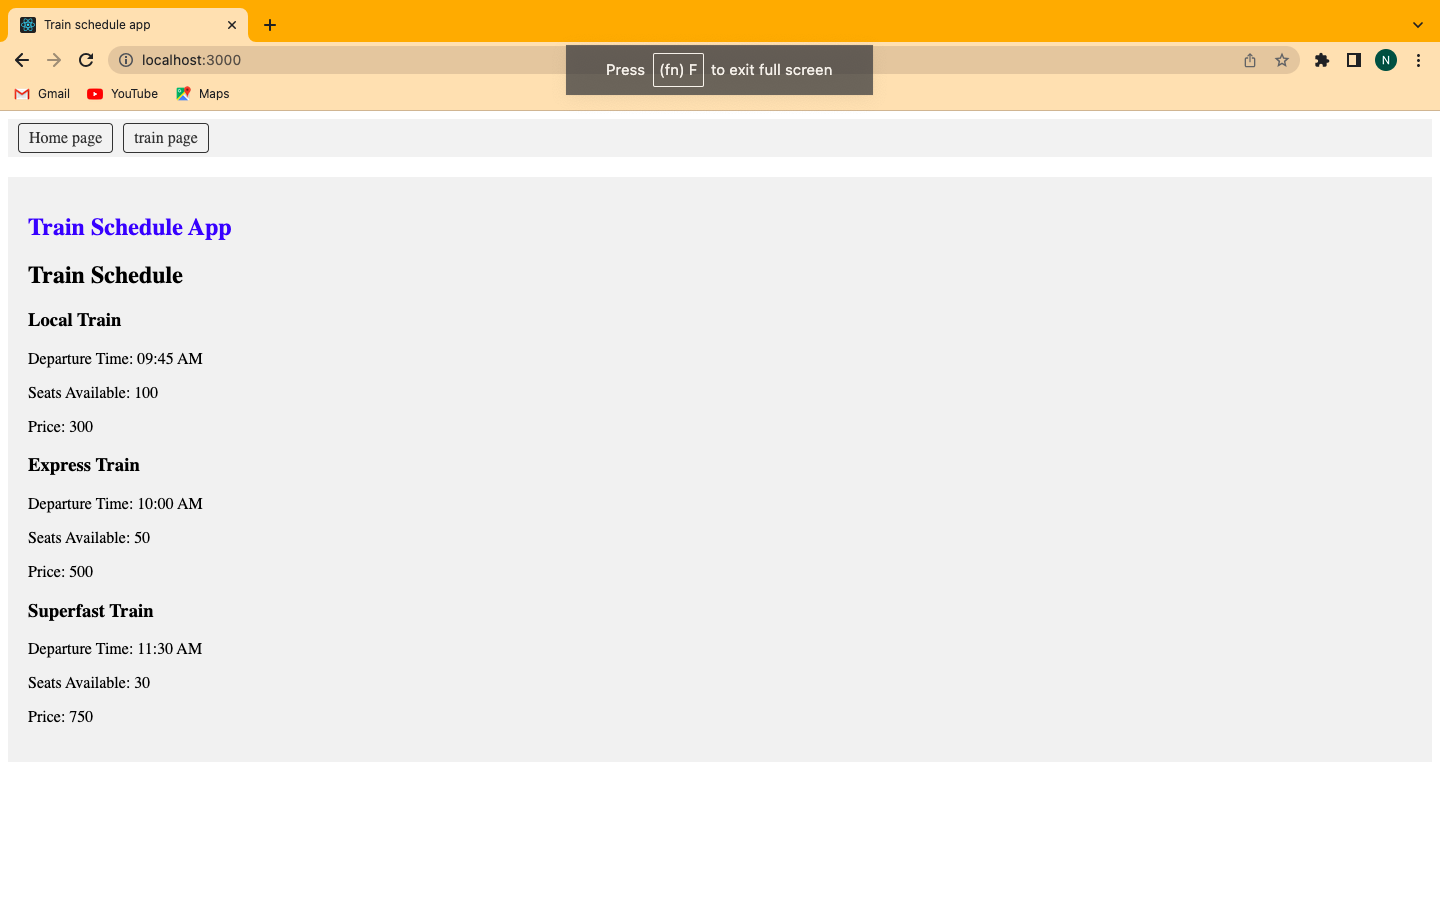 Train schedule app
localhost:3000
Press (fn) F to exit full screen
N
Gmail YouTube Maps
Home page train page
Train Schedule App
Train Schedule
Local Train
Departure Time: 09:45 AM
Seats Available: 100
Price: 300
Express Train
Departure Time: 10:00 AM
Seats Available: 50
Price: 500
Superfast Train
Departure Time: 11:30 AM
Seats Available: 30
Price: 750